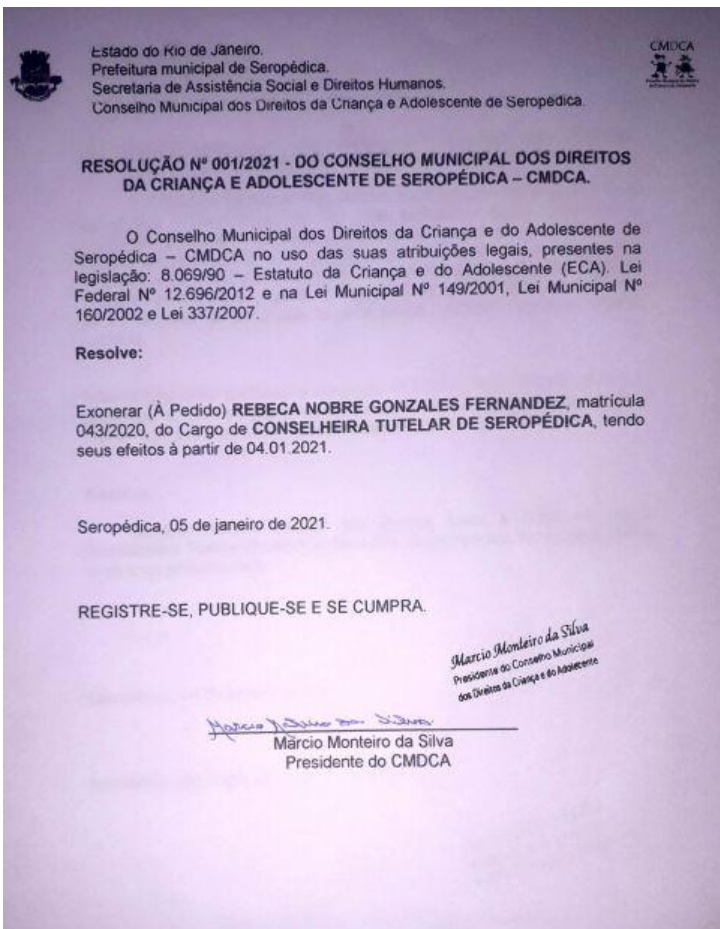 Estado do Rio de Janeiro.
Prefeitura municipal de Seropédica.
Secretaria de Assistência Social e Direitos Humanos.
Conselho Municipal dos Direitos da Criança e Adolescente de Seropédica.
CMDCA
RESOLUÇÃO Nº 001/2021 - DO CONSELHO MUNICIPAL DOS DIREITOS
DA CRIANÇA E ADOLESCENTE DE SEROPÉDICA – CMDCA.
O Conselho Municipal dos Direitos da Criança e do Adolescente de
Seropédica – CMDCA no uso das suas atribuições legais, presentes na
legislação: 8.069/90 – Estatuto da Criança e do Adolescente (ECA). Lei
Federal Nº 12.696/2012 e na Lei Municipal Nº 149/2001, Lei Municipal Nº
160/2002 e Lei 337/2007.
Resolve:
Exonerar (À Pedido) REBECA NOBRE GONZALES FERNANDEZ, matrícula
043/2020, do Cargo de CONSELHEIRA TUTELAR DE SEROPÉDICA, tendo
seus efeitos à partir de 04.01.2021.
Seropédica, 05 de janeiro de 2021.
REGISTRE-SE, PUBLIQUE-SE E SE CUMPRA.
Marcio Monteiro da Silva
Presidente do Conselho Municipal
dos Direitos da Criança e do Adolecente
Marcio Monteiro da Silva
Márcio Monteiro da Silva
Presidente do CMDCA